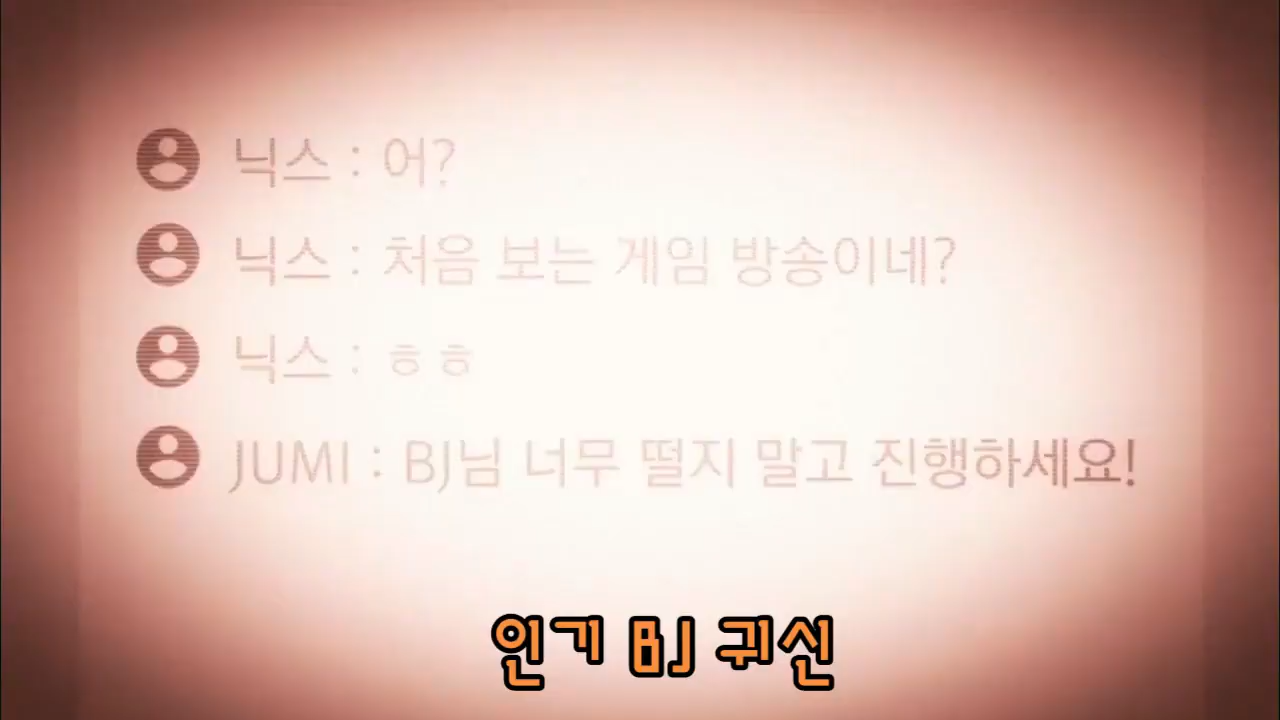 닉스 : 어?
닉스 : 처음 보는 게임 방송이네?
닉스 : ㅎㅎ
JUMI : BJ님 너무 떨지 말고 진행하세요!
인기 BJ 귀신